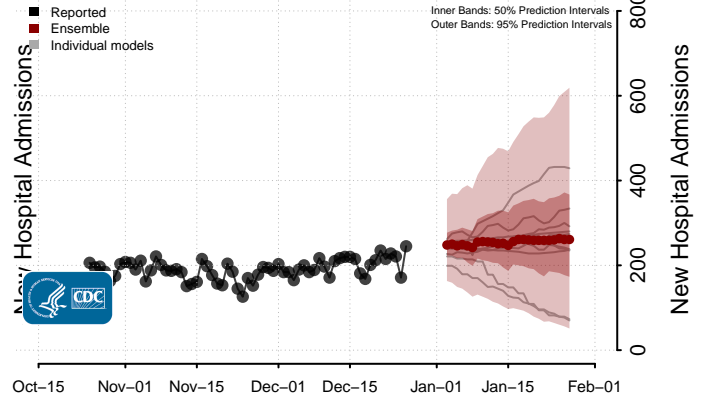 Reported
Ensemble
Individual models
Inner Bands: 50% Prediction Intervals
Outer Bands: 95% Prediction Intervals
New Hospital Admissions
CDC
800
600
400
200
0
New Hospital Admissions
Oct–15
Nov–01
Nov–15
Dec–01
Dec–15
Jan–01
Jan–15
Feb–01